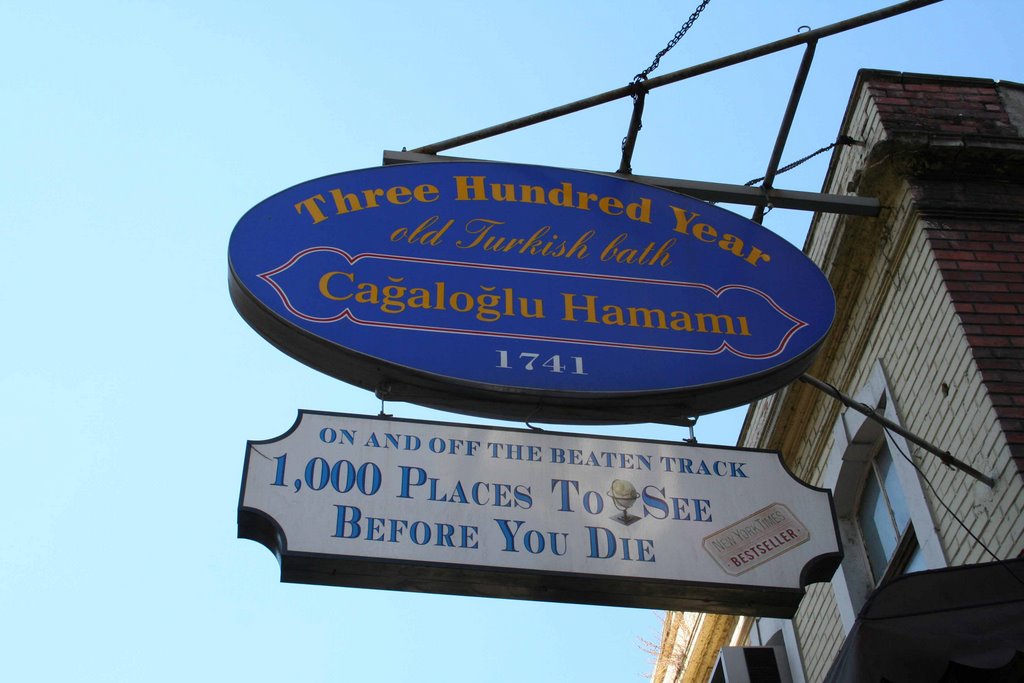 Three Hundred Year
old Turkish bath
Cağaloğlu Hamamı
1741
ON AND OFF THE BEATEN TRACK
1,000 PLACES TO SEE
BEFORE YOU DIE
NEW YORK TIMES
BESTSELLER